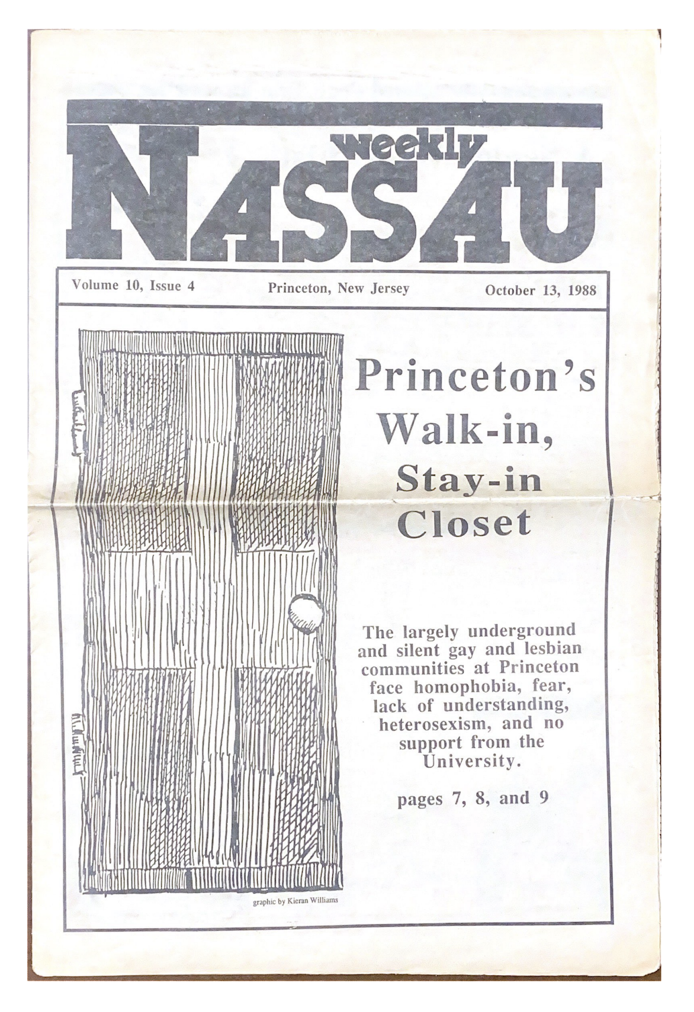 weekly
NASSAU
Volume 10, Issue 4 Princeton, New Jersey October 13, 1988
Princeton's
Walk-in,
Stay-in
Closet
The largely underground
and silent gay and lesbian
communities at Princeton
face homophobia, fear,
lack of understanding,
heterosexism, and no
support from the
University.
pages 7, 8, and 9
graphic by Kieran Williams